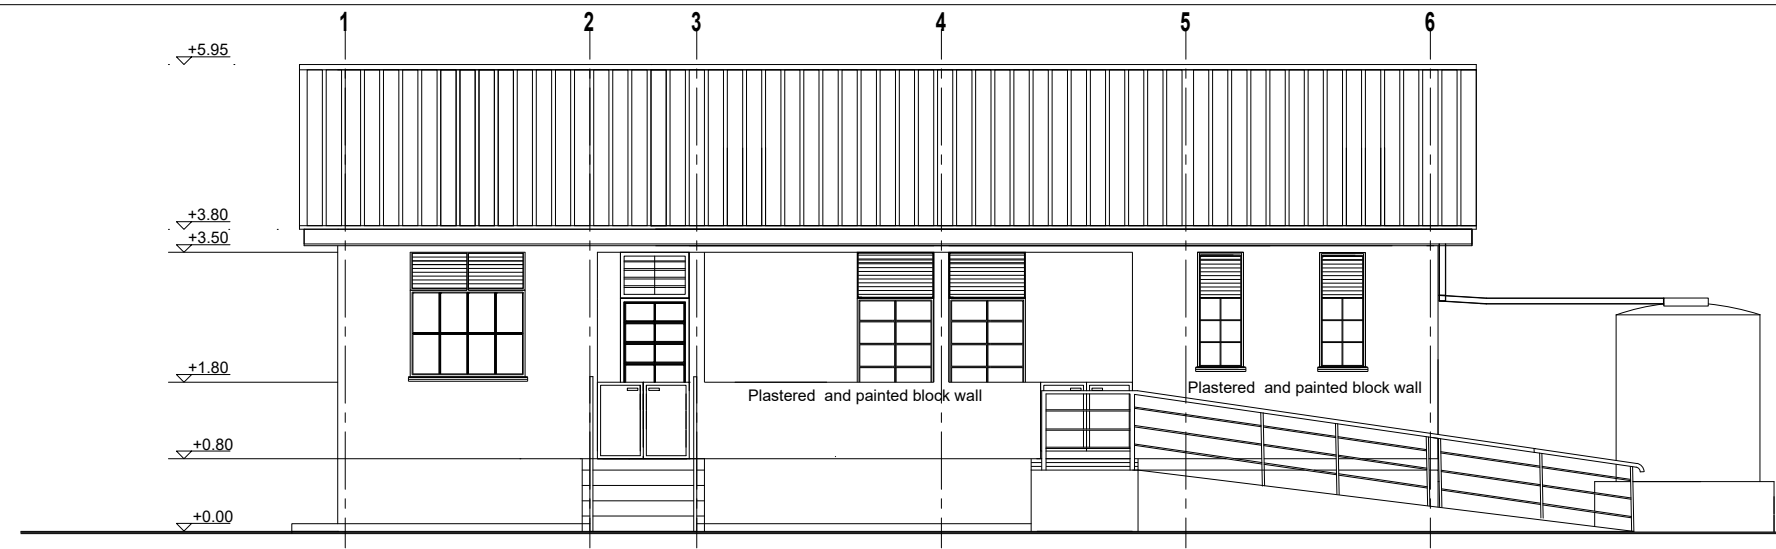 1 2 3 4 5 6
+5.95
+3.80
+3.50
+1.80
Plastered and painted block wall
Plastered and painted block wall
+0.80
+0.00